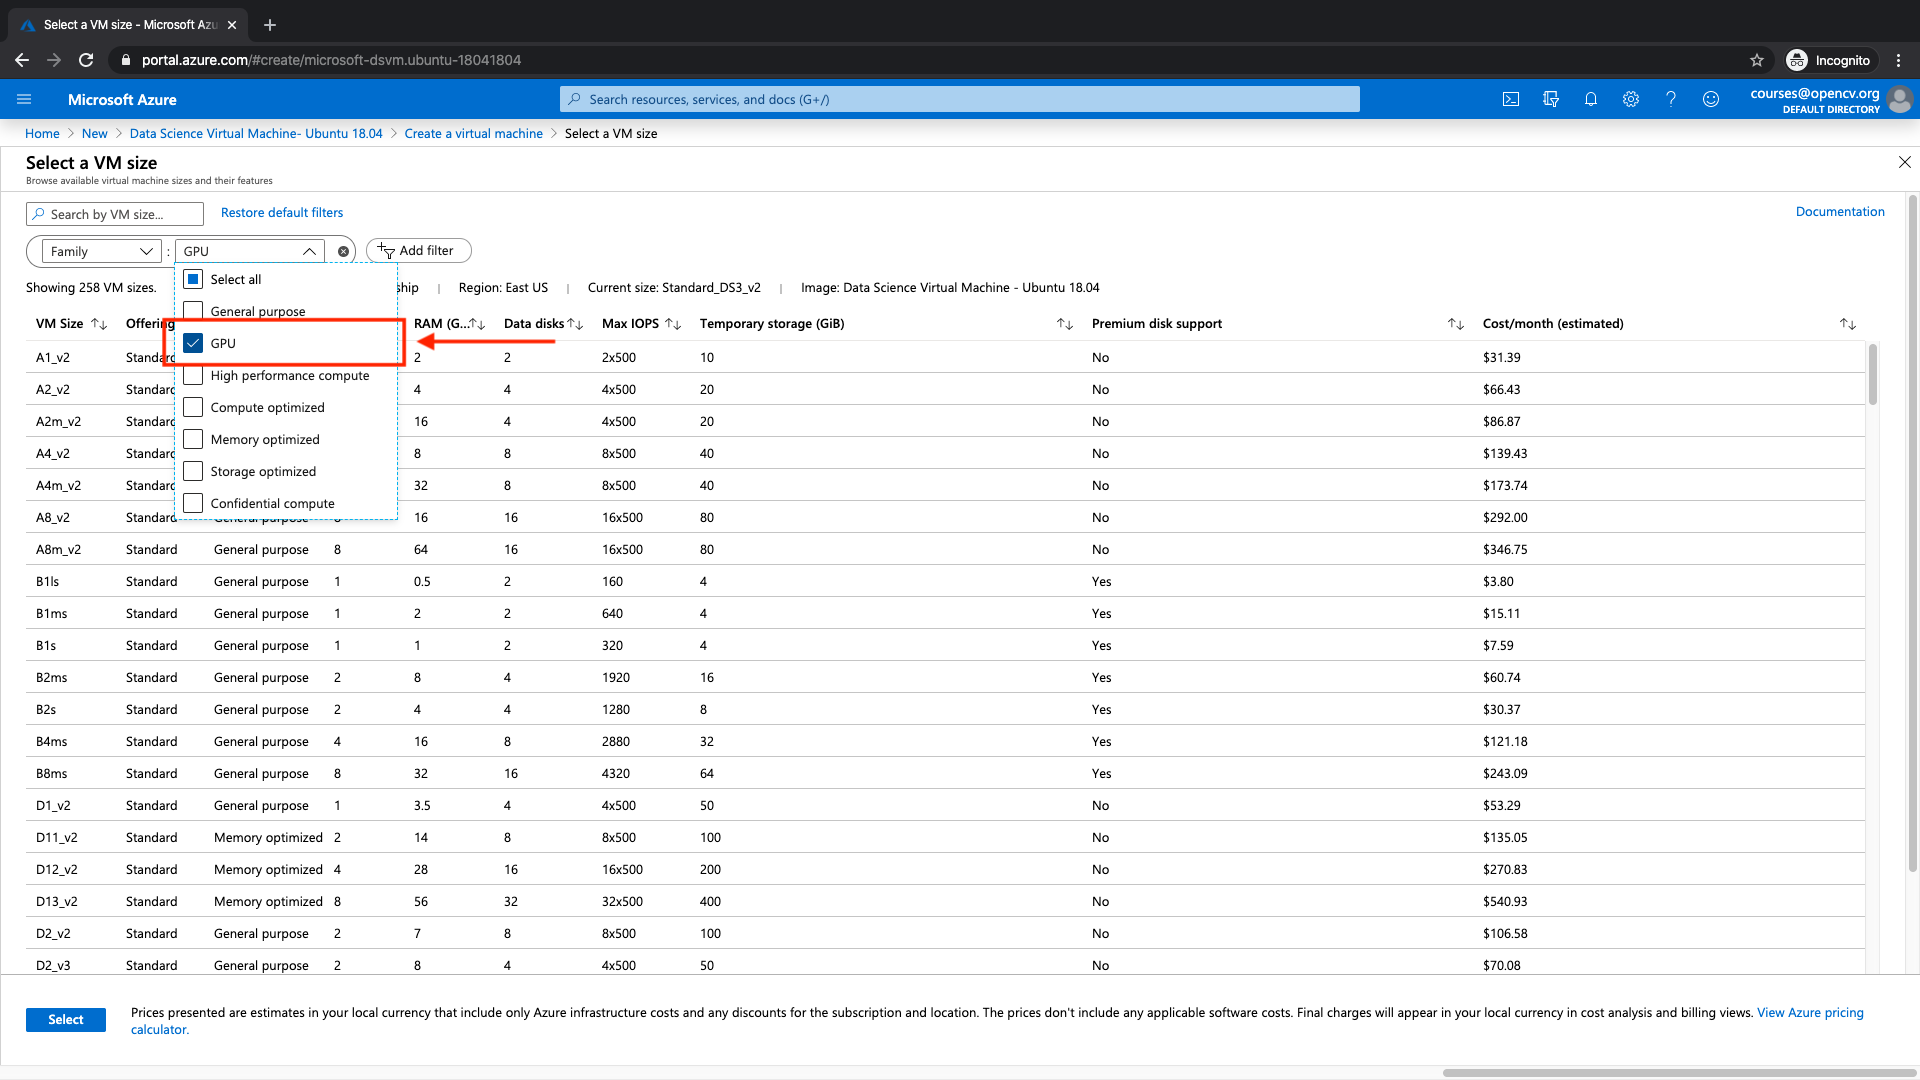 Select a VM size - Microsoft Azu
portal.azure.com/#create/microsoft-dsvm.ubuntu-18041804
Incognito
Microsoft Azure
Search resources, services, and docs (G+/)
courses@opencv.org
DEFAULT DIRECTORY
Home > New > Data Science Virtual Machine- Ubuntu 18.04 > Create a virtual machine > Select a VM size
Select a VM size
Browse available virtual machine sizes and their features
Search by VM size...
Restore default filters
Documentation
Family : GPU Add filter
Select all
General purpose
GPU
High performance compute
Compute optimized
Memory optimized
Storage optimized
Confidential compute
Showing 258 VM sizes. ship | Region: East US | Current size: Standard_DS3_v2 | Image: Data Science Virtual Machine - Ubuntu 18.04
VM Size Offering RAM (G... Data disks Max IOPS Temporary storage (GiB) Premium disk support Cost/month (estimated)
A1_v2 Standard 2 2 2x500 10 No $31.39
A2_v2 Standard 4 4 4x500 20 No $66.43
A2m_v2 Standard 16 4 4x500 20 No $86.87
A4_v2 Standard 8 8 8x500 40 No $139.43
A4m_v2 Standard 32 8 8x500 40 No $173.74
A8_v2 Standard General purpose 8 16 16 16x500 80 No $292.00
A8m_v2 Standard General purpose 8 64 16 16x500 80 No $346.75
B1ls Standard General purpose 1 0.5 2 160 4 Yes $3.80
B1ms Standard General purpose 1 2 2 640 4 Yes $15.11
B1s Standard General purpose 1 1 2 320 4 Yes $7.59
B2ms Standard General purpose 2 8 4 1920 16 Yes $60.74
B2s Standard General purpose 2 4 4 1280 8 Yes $30.37
B4ms Standard General purpose 4 16 8 2880 32 Yes $121.18
B8ms Standard General purpose 8 32 16 4320 64 Yes $243.09
D1_v2 Standard General purpose 1 3.5 4 4x500 50 No $53.29
D11_v2 Standard Memory optimized 2 14 8 8x500 100 No $135.05
D12_v2 Standard Memory optimized 4 28 16 16x500 200 No $270.83
D13_v2 Standard Memory optimized 8 56 32 32x500 400 No $540.93
D2_v2 Standard General purpose 2 7 8 8x500 100 No $106.58
D2_v3 Standard General purpose 2 8 4 4x500 50 No $70.08
Select
Prices presented are estimates in your local currency that include only Azure infrastructure costs and any discounts for the subscription and location. The prices don't include any applicable software costs. Final charges will appear in your local currency in cost analysis and billing views. View Azure pricing
calculator.